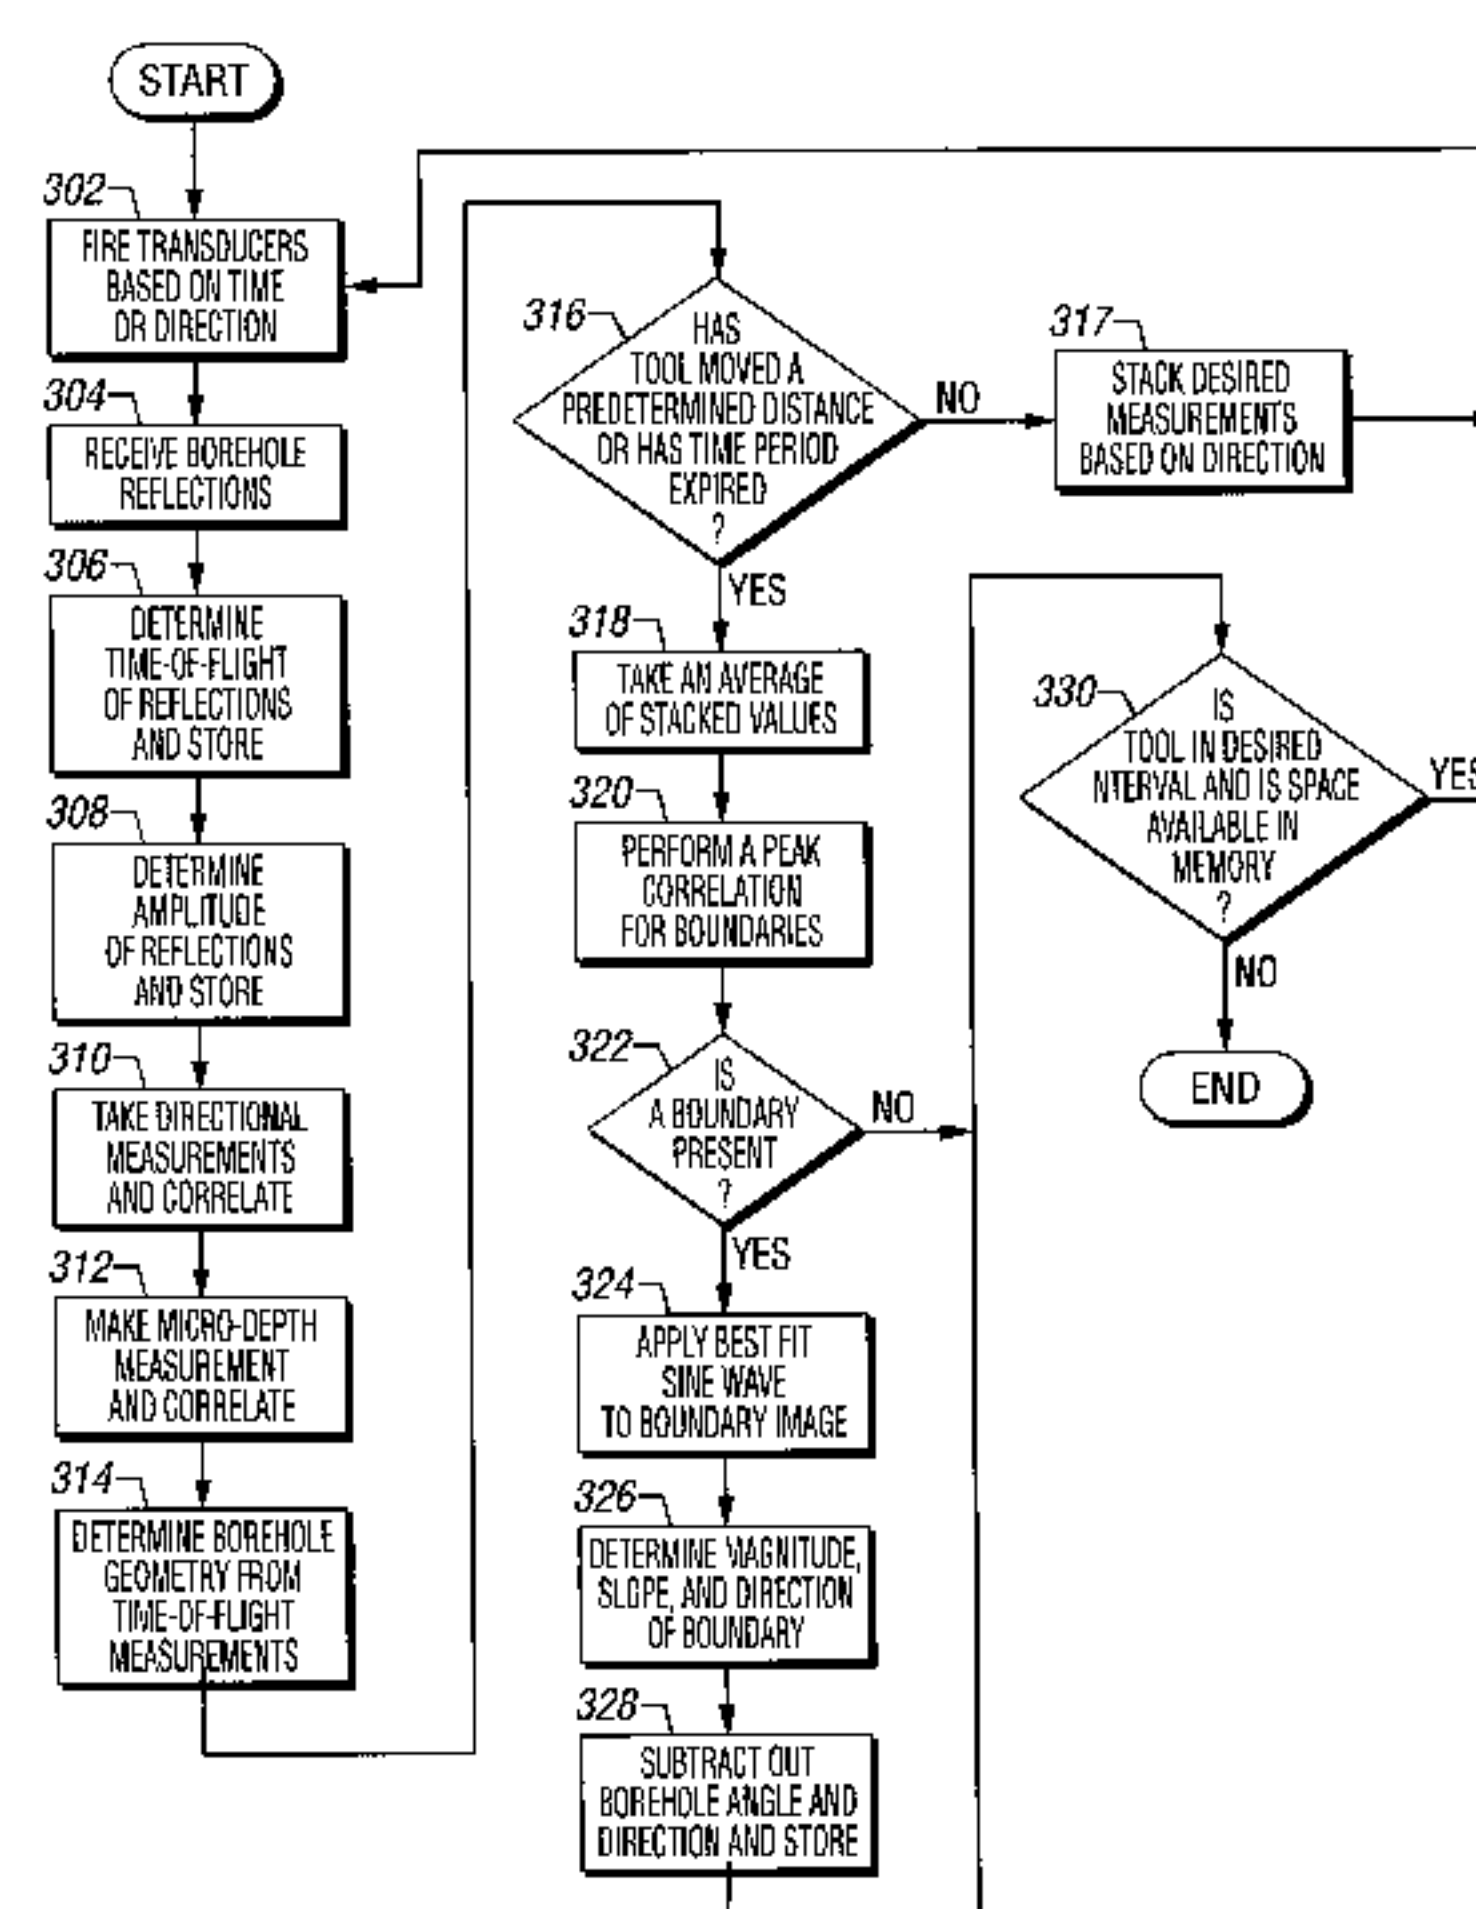 START
302
FIRE TRANSDUCERS
BASED ON TIME
OR DIRECTION
304
RECEIVE BOREHOLE
REFLECTIONS
306
DETERMINE
TIME-OF-FLIGHT
OF REFLECTIONS
AND STORE
308
DETERMINE
AMPLITUDE
OF REFLECTIONS
AND STORE
310
TAKE DIRECTIONAL
MEASUREMENTS
AND CORRELATE
312
MAKE MICRO-DEPTH
MEASUREMENT
AND CORRELATE
314
DETERMINE BOREHOLE
GEOMETRY FROM
TIME-OF-FLIGHT
MEASUREMENTS
316
HAS
TOOL MOVED A
PREDETERMINED DISTANCE
OR HAS TIME PERIOD
EXPIRED
?
NO
YES
317
STACK DESIRED
MEASUREMENTS
BASED ON DIRECTION
318
TAKE AN AVERAGE
OF STACKED VALUES
320
PERFORM A PEAK
CORRELATION
FOR BOUNDARIES
322
IS
A BOUNDARY
PRESENT
?
NO
YES
324
APPLY BEST FIT
SINE WAVE
TO BOUNDARY IMAGE
326
DETERMINE MAGNITUDE,
SLOPE, AND DIRECTION
OF BOUNDARY
328
SUBTRACT OUT
BOREHOLE ANGLE AND
DIRECTION AND STORE
330
IS
TOOL IN DESIRED
NTERVAL AND IS SPACE
AVAILABLE IN
MEMORY
?
YES
NO
END